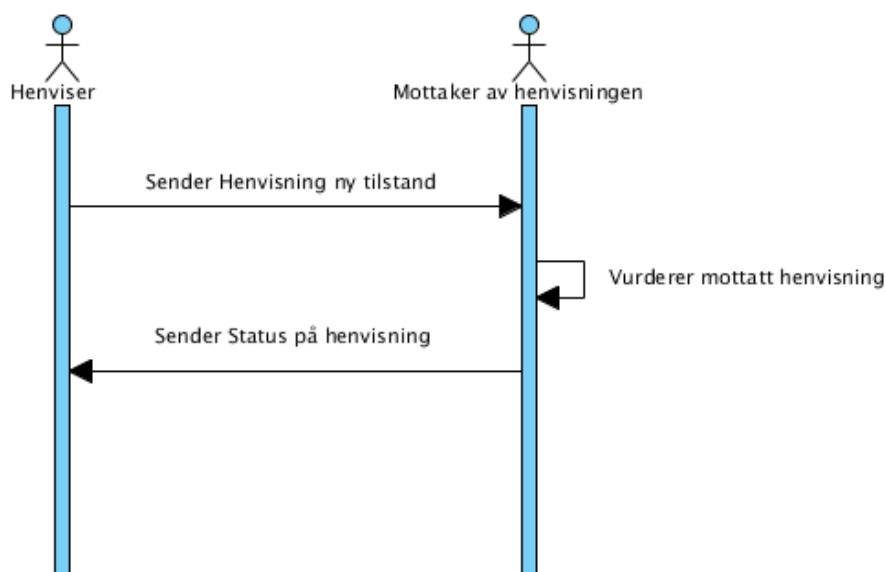 Henviser
Mottaker av henvisningen
Sender Henvisning ny tilstand
Vurderer mottatt henvisning
Sender Status på henvisning